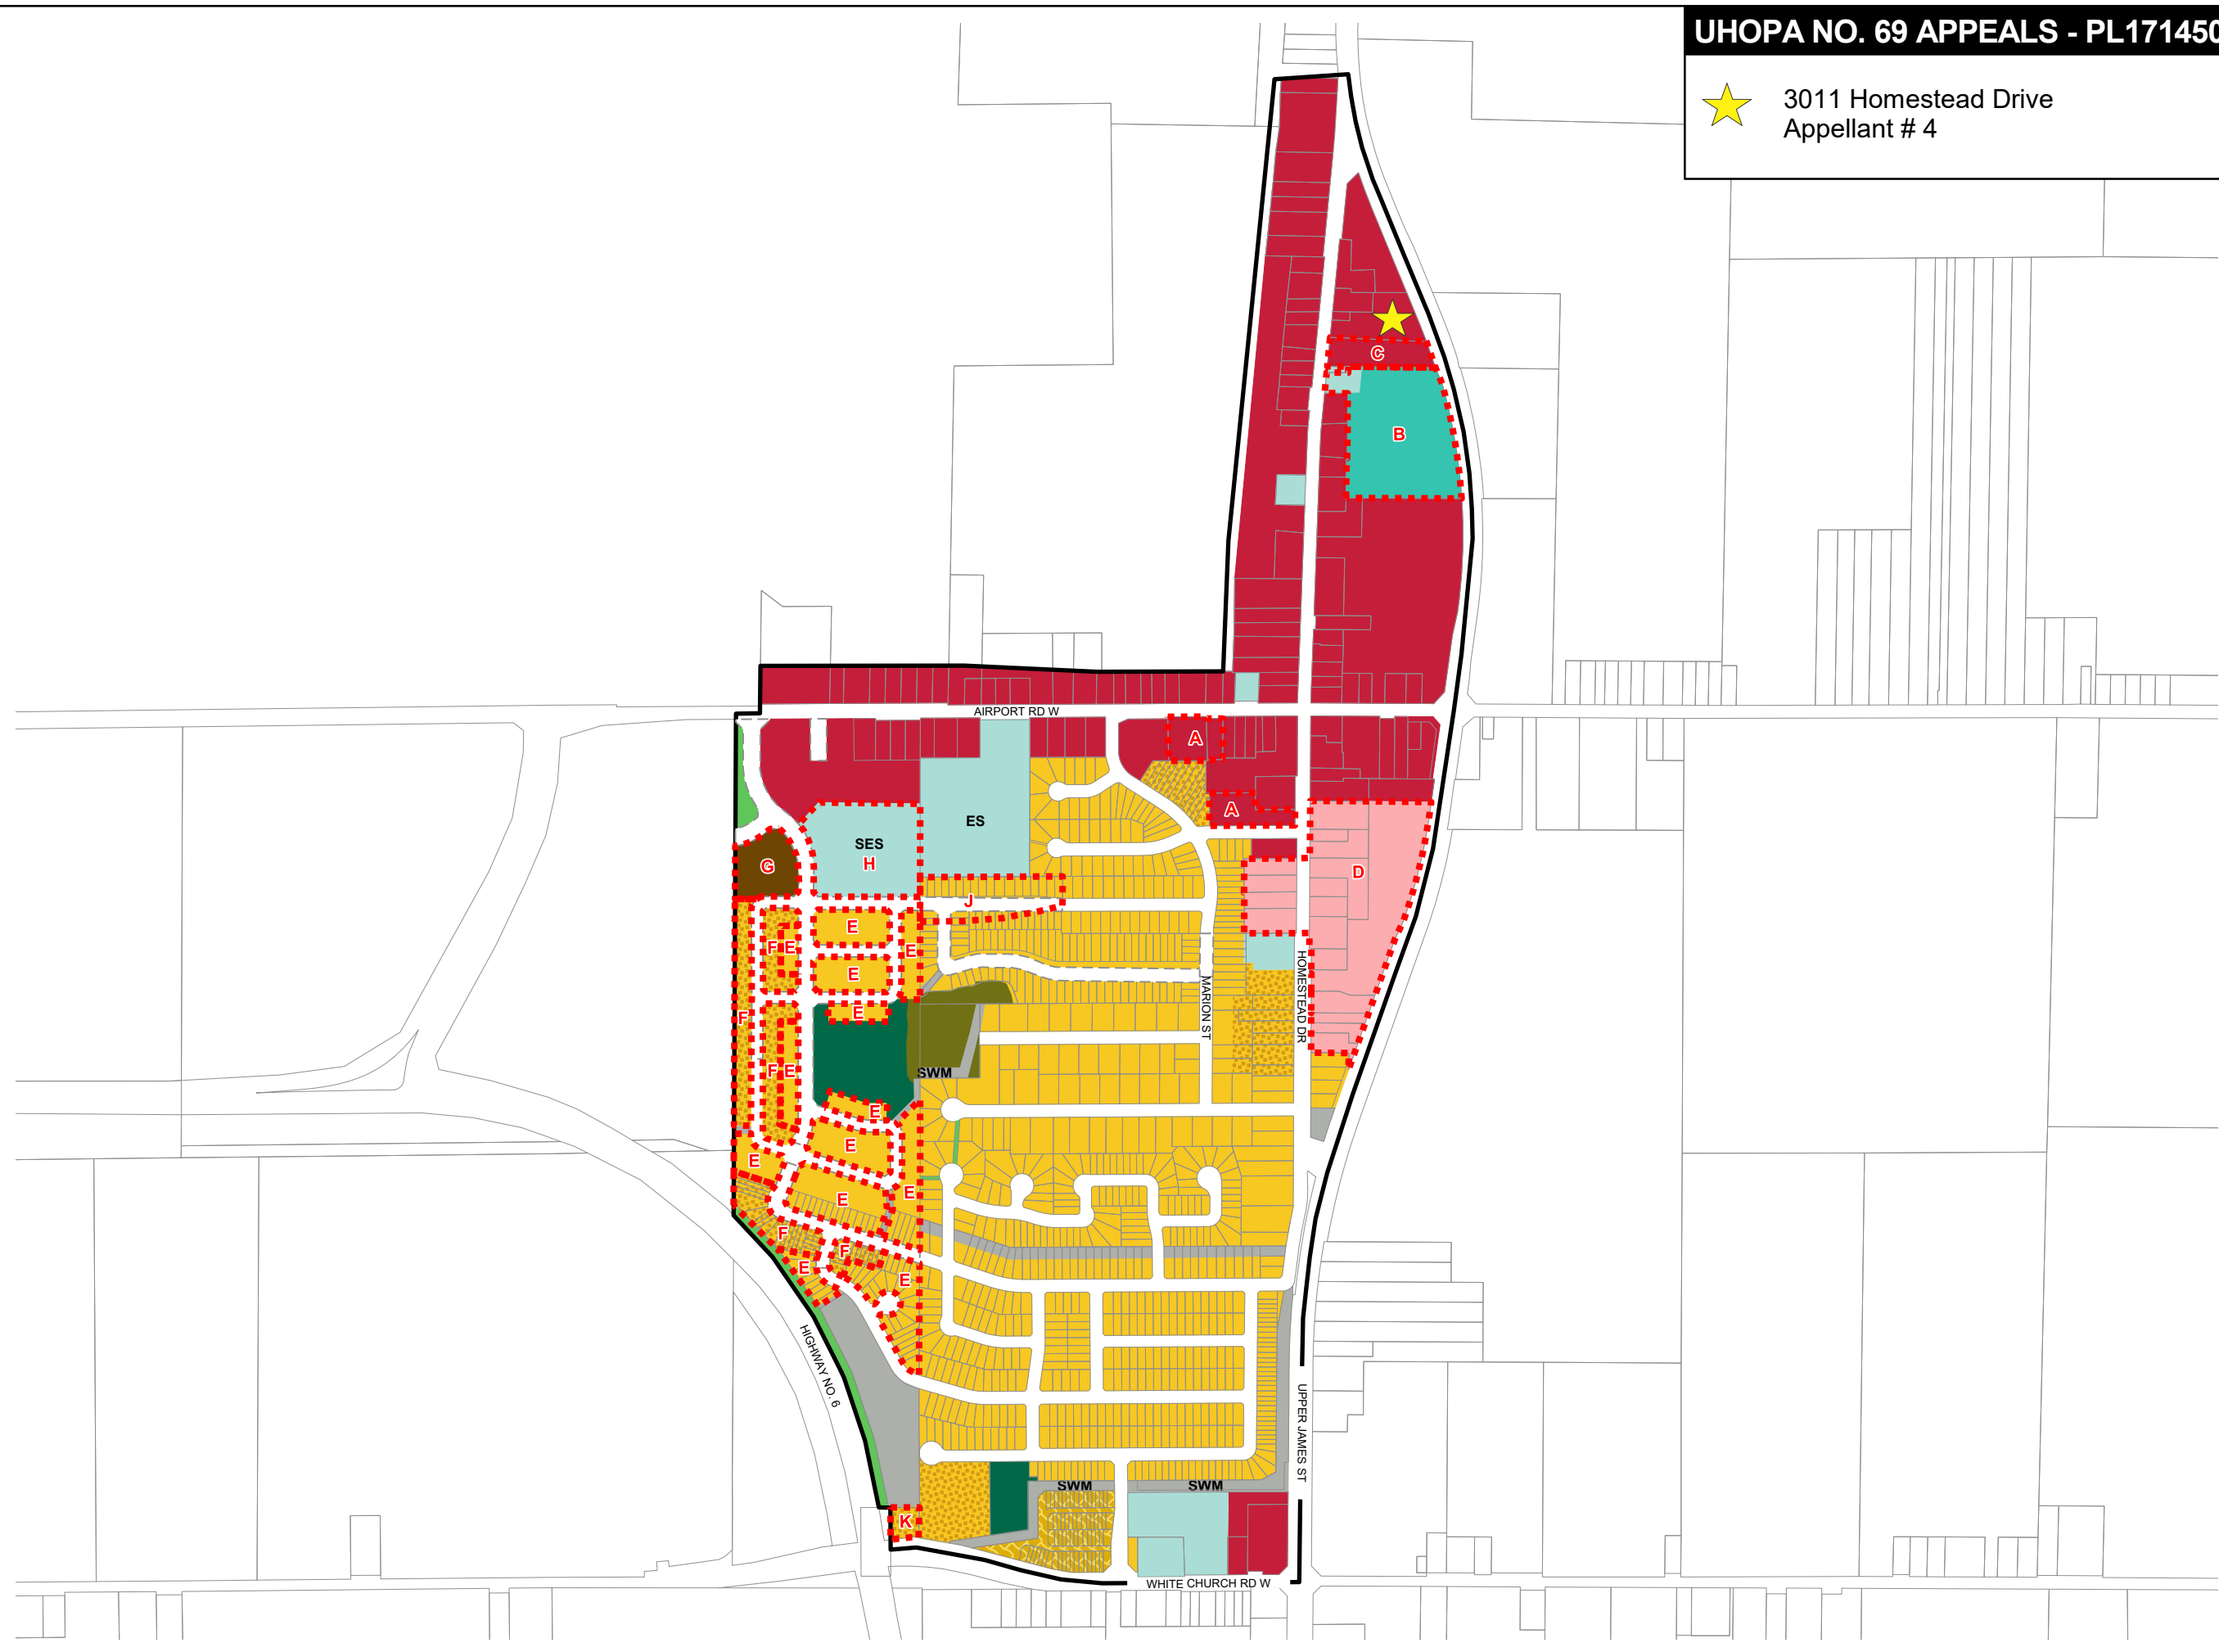 UHOPA NO. 69 APPEALS - PL171450
3011 Homestead Drive
Appellant # 4
C
B
AIRPORT RD W
A
A
ES
SES
H
G
D
J
E
F E
E
E
HOMESTEAD DR
MARION ST
E
F
F E
SWM
E
E
E
E
E
F
F
E
E
HIGHWAY NO. 6
UPPER JAMES ST
SWM
SWM
K
WHITE CHURCH RD W